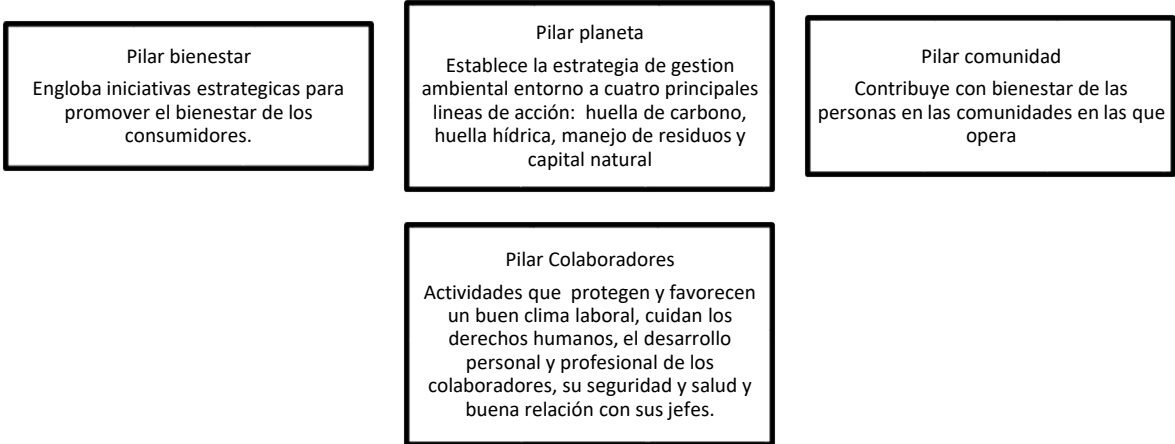 Pilar bienestar
Engloba iniciativas estrategicas para
promover el bienestar de los
consumidores.
Pilar planeta
Establece la estrategia de gestion
ambiental entorno a cuatro principales
lineas de acción:  huella de carbono,
huella hídrica, manejo de residuos y
capital natural
Pilar comunidad
Contribuye con bienestar de las
personas en las comunidades en las que
opera
Pilar Colaboradores
Actividades que  protegen y favorecen
un buen clima laboral, cuidan los
derechos humanos, el desarrollo
personal y profesional de los
colaboradores, su seguridad y salud y
buena relación con sus jefes.